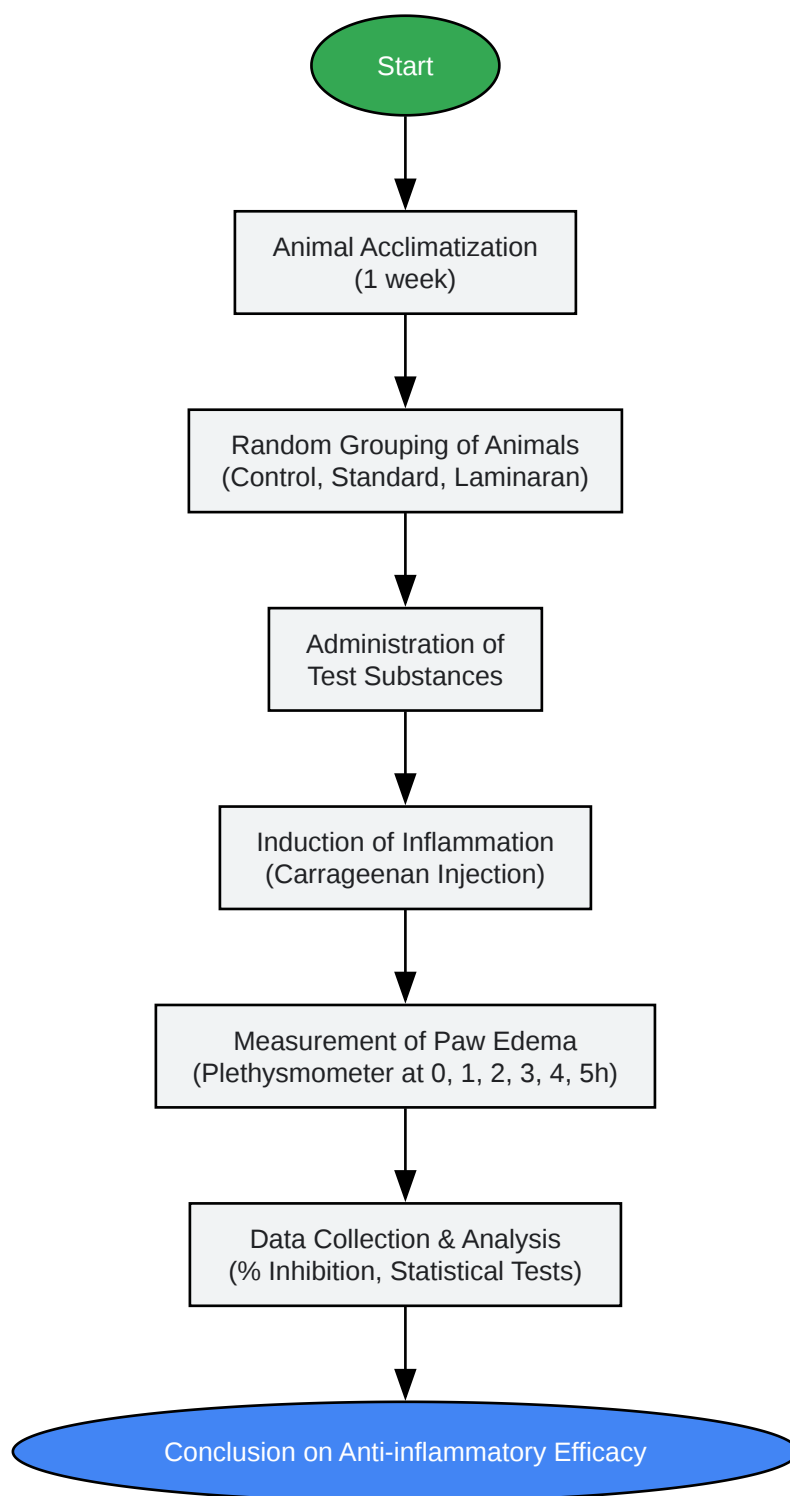 Start
Animal Acclimatization
(1 week)
Random Grouping of Animals
(Control, Standard, Laminaran)
Administration of
Test Substances
Induction of Inflammation
(Carrageenan Injection)
Measurement of Paw Edema
(Plethysmometer at 0, 1, 2, 3, 4, 5h)
Data Collection & Analysis
(% Inhibition, Statistical Tests)
Conclusion on Anti-inflammatory Efficacy